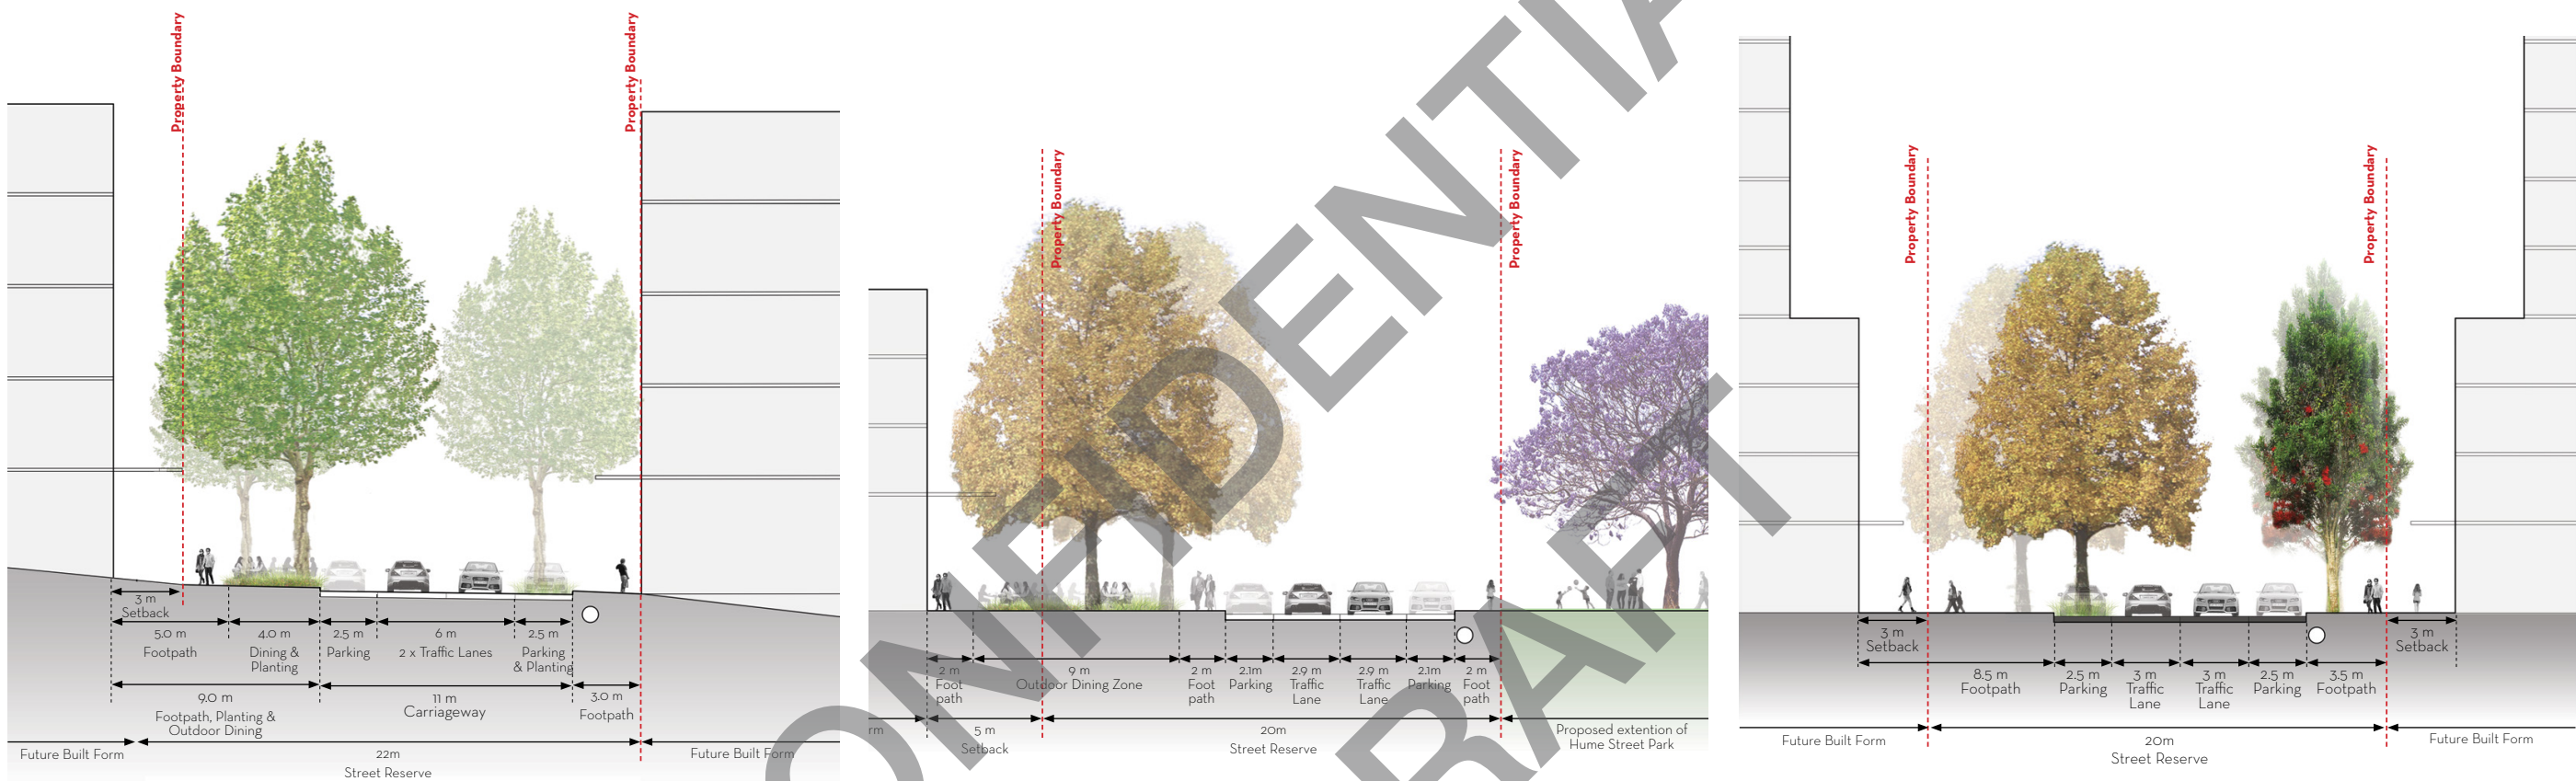 Property Boundary
Property Boundary
3 m
Setback
5.0 m
Footpath
4.0 m
Dining &
Planting
2.5 m
Parking
6 m
2 x Traffic Lanes
2.5 m
Parking
& Planting
9.0 m
Footpath, Planting &
Outdoor Dining
11 m
Carriageway
3.0 m
Footpath
Future Built Form
22m
Street Reserve
Future Built Form
Property Boundary
Property Boundary
2 m
Foot
path
9 m
Outdoor Dining Zone
2 m
Foot
path
2.1m
Parking
2.9 m
Traffic
Lane
2.9 m
Traffic
Lane
2.1m
Parking
2 m
Foot
path
rm
5 m
Setback
20m
Street Reserve
Proposed extention of
Hume Street Park
Property Boundary
Property Boundary
3 m
Setback
3 m
Setback
8.5 m
Footpath
2.5 m
Parking
3 m
Traffic
Lane
3 m
Traffic
Lane
2.5 m
Parking
3.5 m
Footpath
Future Built Form
20m
Street Reserve
Future Built Form
ONFIDENTIA
RAFT